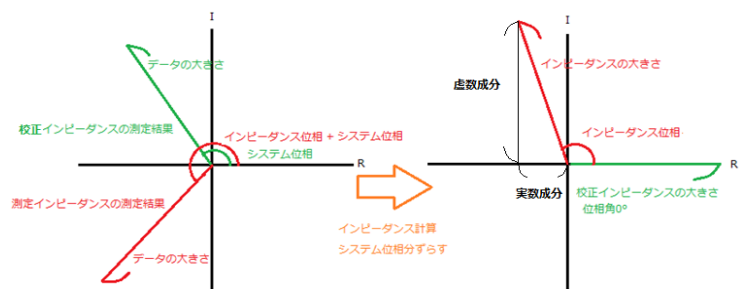 I
データの大きさ
校正インピーダンスの測定結果
インピーダンス位相 + システム位相
システム位相
R
測定インピーダンスの測定結果
データの大きさ
インピーダンス計算
システム位相分ずらす
I
インピーダンスの大きさ
虚数成分
インピーダンス位相
R
実数成分
校正インピーダンスの大きさ
位相角0°